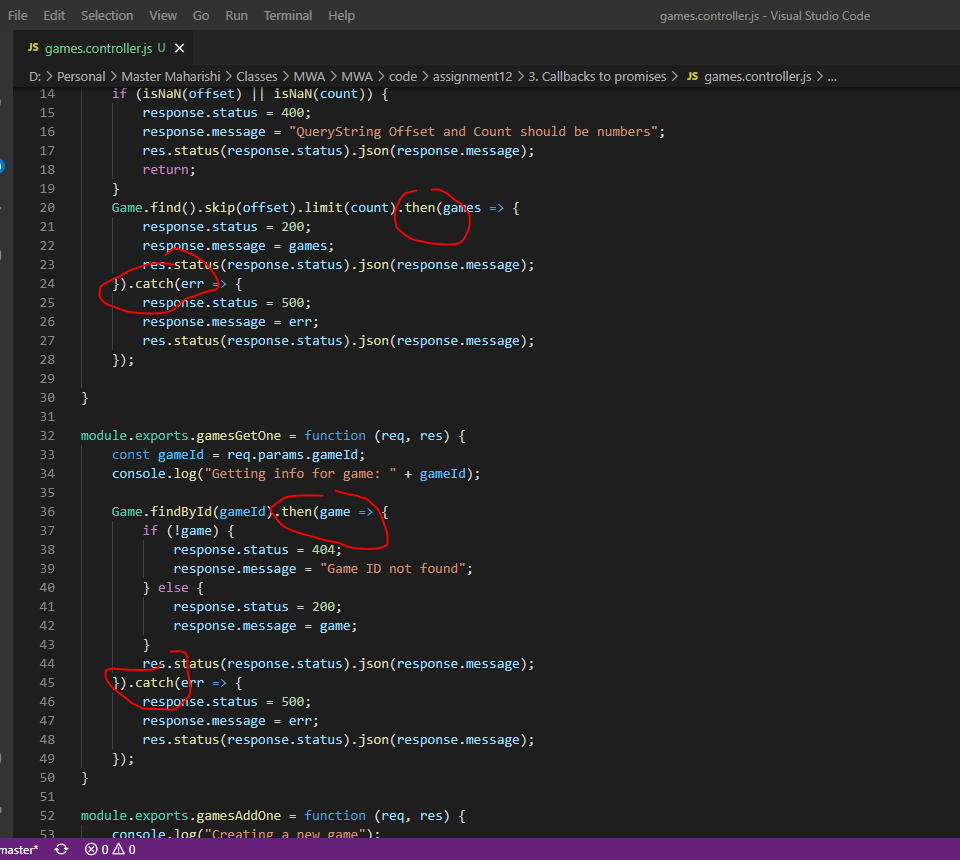 File Edit Selection View Go Run Terminal Help games.controller.js - Visual Studio Code
JS games.controller.js U ×
D: > Personal > Master Maharishi > Classes > MWA > MWA > code > assignment12 > 3. Callbacks to promises > JS games.controller.js > ...
14 if (isNaN(offset) || isNaN(count)) {
15 response.status = 400;
16 response.message = "QueryString Offset and Count should be numbers";
17 res.status(response.status).json(response.message);
18 return;
19 }
20 Game.find().skip(offset).limit(count).then(games => {
21 response.status = 200;
22 response.message = games;
23 res.status(response.status).json(response.message);
24 }).catch(err => {
25 response.status = 500;
26 response.message = err;
27 res.status(response.status).json(response.message);
28 });
29
30 }
31
32 module.exports.gamesGetOne = function (req, res) {
33 const gameId = req.params.gameId;
34 console.log("Getting info for game: " + gameId);
35
36 Game.findById(gameId).then(game => {
37 if (!game) {
38 response.status = 404;
39 response.message = "Game ID not found";
40 } else {
41 response.status = 200;
42 response.message = game;
43 }
44 res.status(response.status).json(response.message);
45 }).catch(err => {
46 response.status = 500;
47 response.message = err;
48 res.status(response.status).json(response.message);
49 });
50 }
51
52 module.exports.gamesAddOne = function (req, res) {
53 console.log("Creating a new game");
master* 0 0